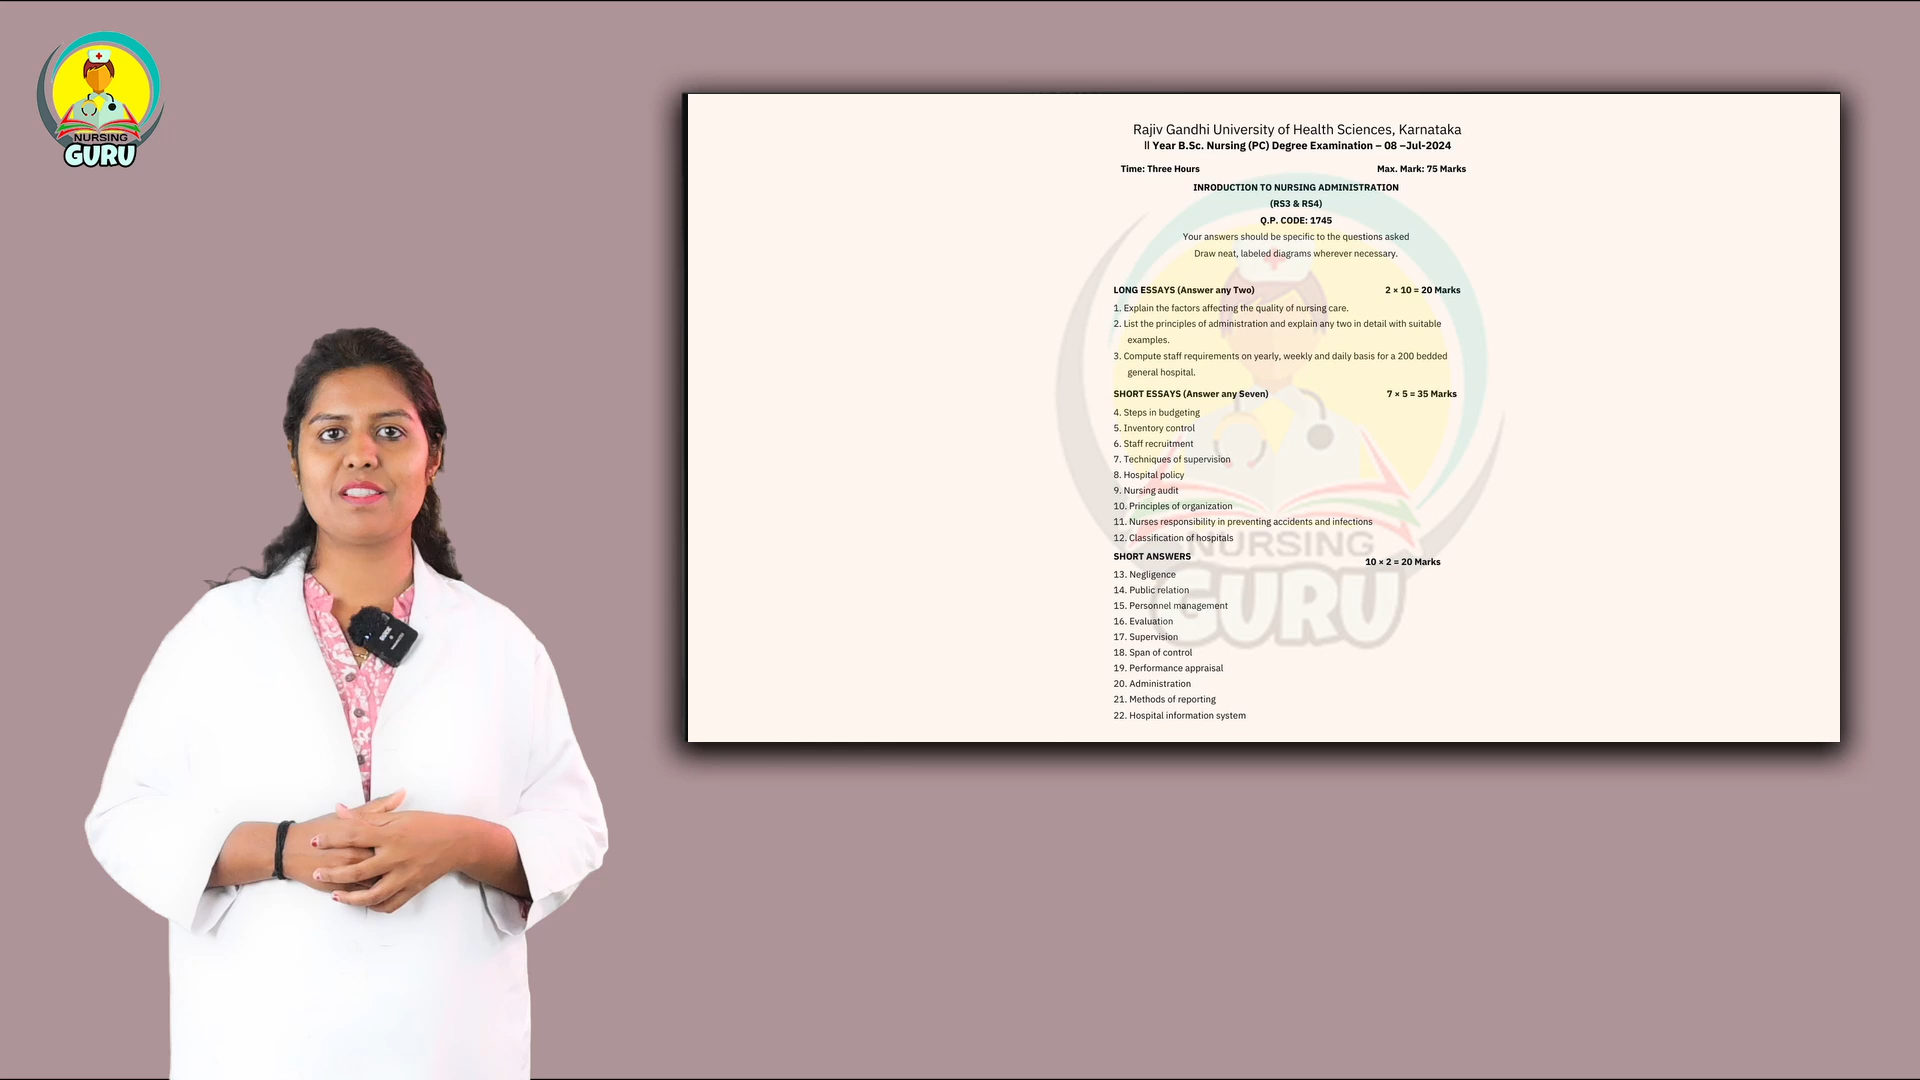 NURSING
GURU
Rajiv Gandhi University of Health Sciences, Karnataka
II Year B.Sc. Nursing (PC) Degree Examination – 08 –Jul-2024
Time: Three Hours Max. Mark: 75 Marks
INRODUCTION TO NURSING ADMINISTRATION
(RS3 & RS4)
Q.P. CODE: 1745
Your answers should be specific to the questions asked
Draw neat, labeled diagrams wherever necessary.
LONG ESSAYS (Answer any Two) 2 × 10 = 20 Marks
1. Explain the factors affecting the quality of nursing care.
2. List the principles of administration and explain any two in detail with suitable
examples.
3. Compute staff requirements on yearly, weekly and daily basis for a 200 bedded
general hospital.
SHORT ESSAYS (Answer any Seven) 7 × 5 = 35 Marks
4. Steps in budgeting
5. Inventory control
6. Staff recruitment
7. Techniques of supervision
8. Hospital policy
9. Nursing audit
10. Principles of organization
11. Nurses responsibility in preventing accidents and infections
12. Classification of hospitals
SHORT ANSWERS 10 × 2 = 20 Marks
13. Negligence
14. Public relation
15. Personnel management
16. Evaluation
17. Supervision
18. Span of control
19. Performance appraisal
20. Administration
21. Methods of reporting
22. Hospital information system
NURSING
GURU